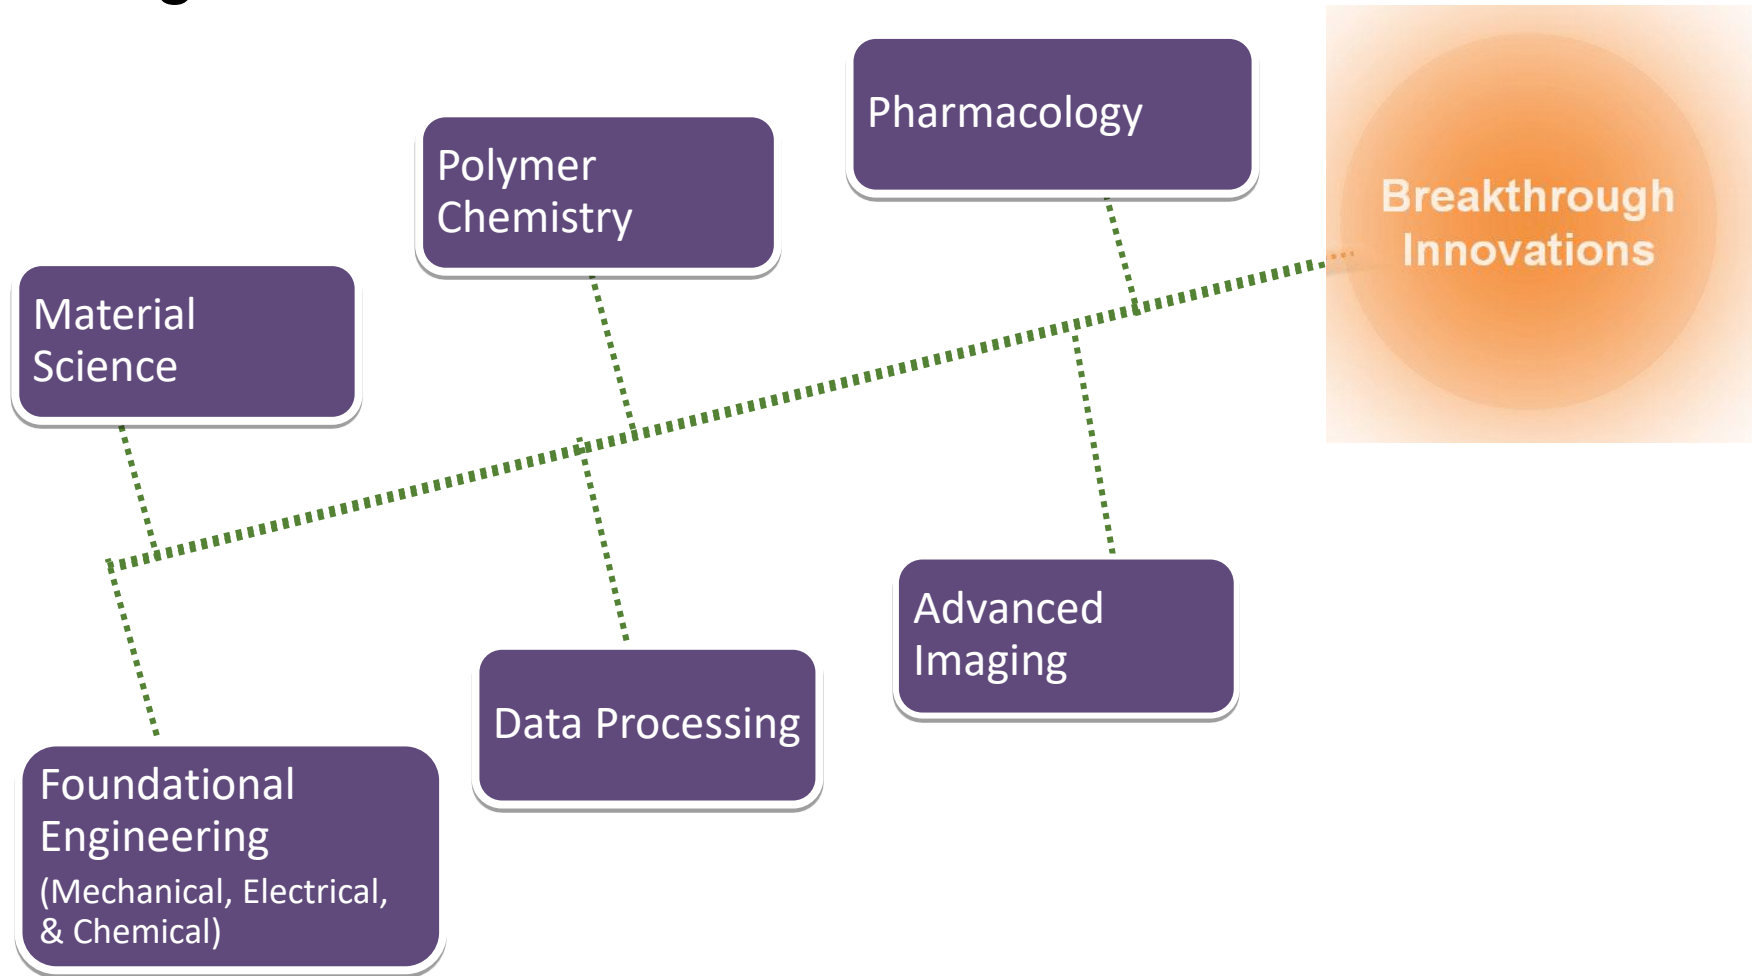 Pharmacology
Polymer
Chemistry
Breakthrough
Innovations
Material
Science
Advanced
Imaging
Data Processing
Foundational
Engineering
(Mechanical, Electrical,
& Chemical)